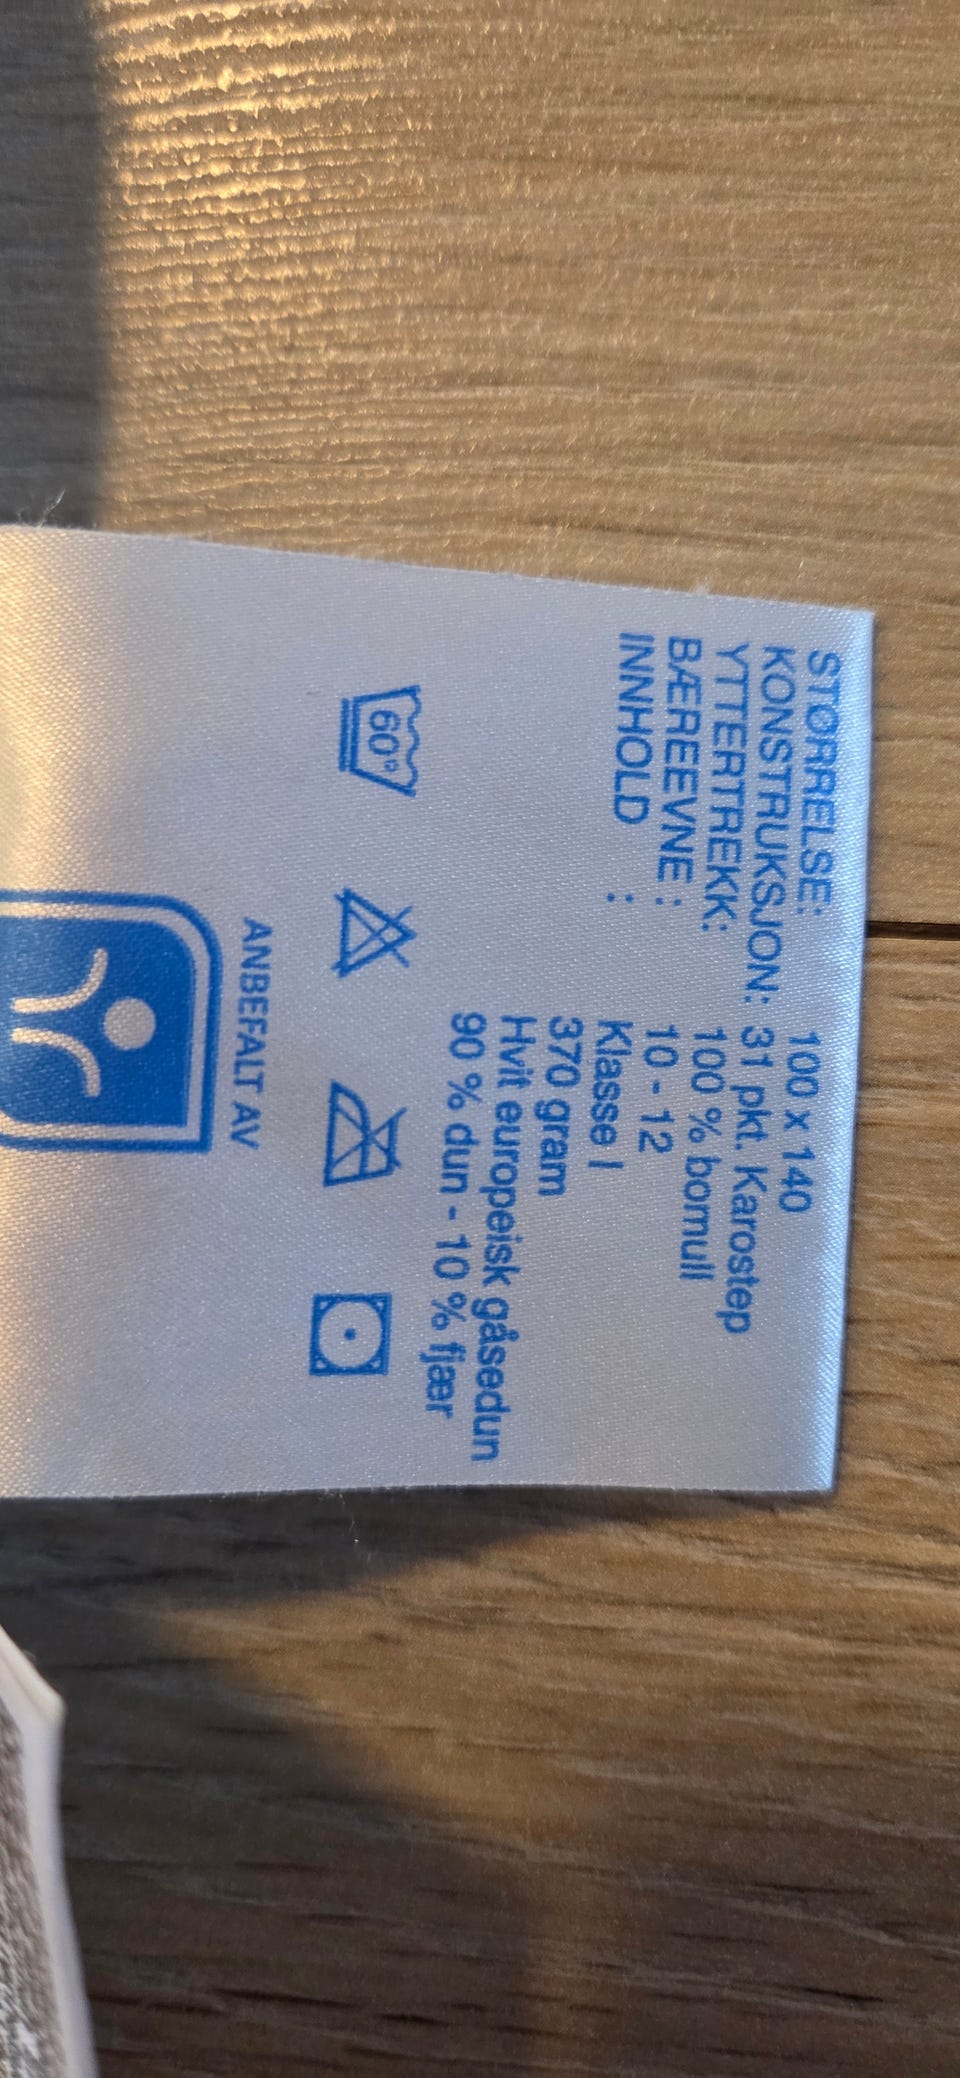 STØRRELSE: 100 x 140
KONSTRUKSJON: 31 pkt. Karostep
YTTERTREKK: 100 % bomull
BÆREEVNE : 10 - 12
INNHOLD : Klasse I
370 gram
Hvit europeisk gåsedun
90 % dun - 10 % fjær
60°
ANBEFALT AV